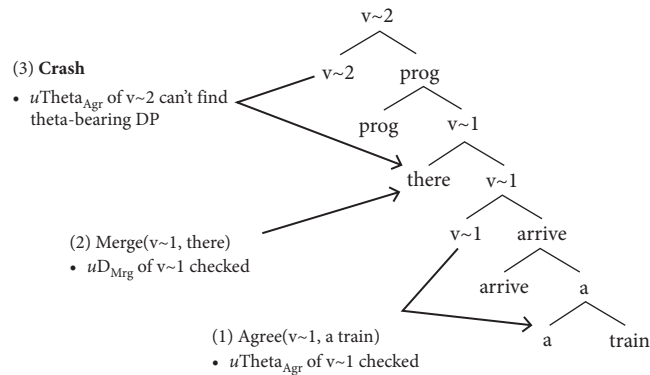 v~2
(3) Crash
v~2 prog
• uTheta_Agr of v~2 can't find
theta-bearing DP
prog v~1
there v~1
(2) Merge(v~1, there)
v~1 arrive
• uD_Mrg of v~1 checked
arrive a
(1) Agree(v~1, a train)
a train
• uTheta_Agr of v~1 checked